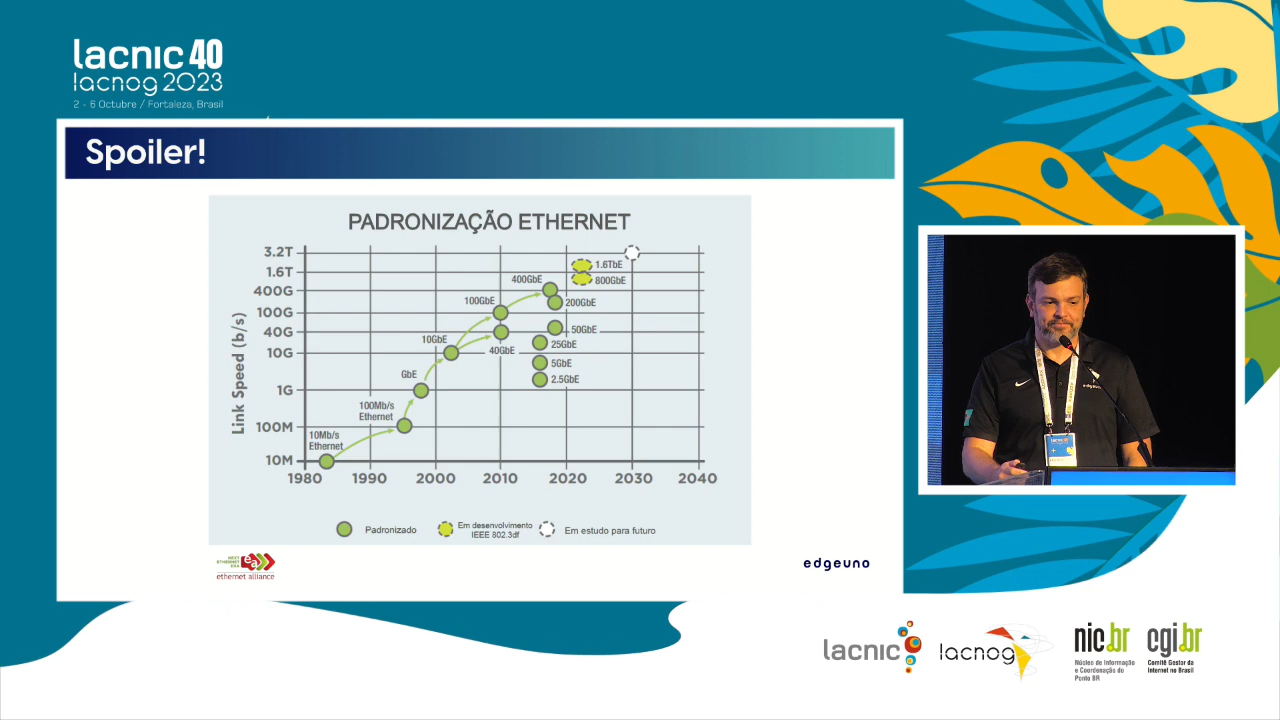 lacnic 40
lacnog 2023
2 - 6 Octubre / Fortaleza, Brasil
Spoiler!
PADRONIZAÇÃO ETHERNET
Link Speed (b/s)
3.2T
1.6T
400G
100G
40G
10G
1G
100M
10M
1980
1990
2000
2010
2020
2030
2040
10Mb/s
Ethernet
100Mb/s
Ethernet
GbE
10GbE
40GbE
100GbE
400GbE
1.6TbE
800GbE
200GbE
50GbE
25GbE
5GbE
2.5GbE
Padronizado
Em desenvolvimento
IEEE 802.3df
Em estudo para futuro
ea
ethernet alliance
edgeuno
edgeuno
lacnic
lacnog
nic.br
Núcleo de Informação
e Coordenação do
Ponto BR
cgi.br
Comitê Gestor da
Internet no Brasil